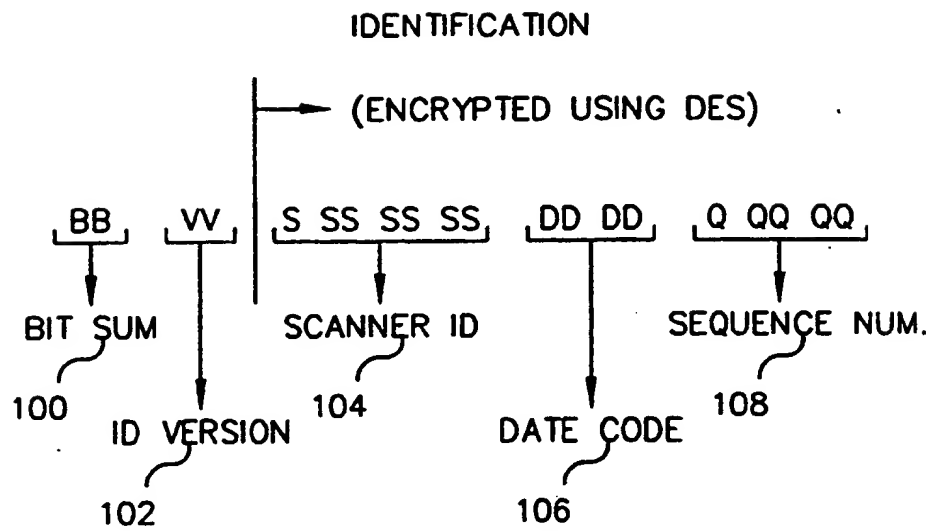 IDENTIFICATION
(ENCRYPTED USING DES)
BB VV S SS SS SS DD DD Q QQ QQ
BIT SUM SCANNER ID SEQUENCE NUM.
100 104 108
ID VERSION DATE CODE
102 106